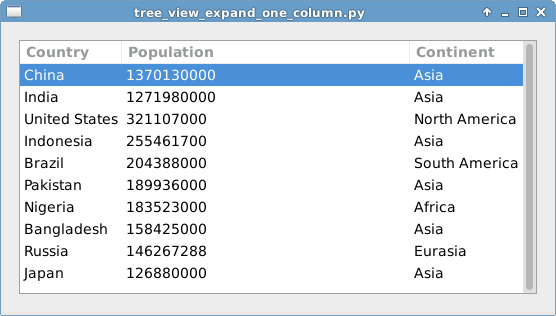 tree_view_expand_one_column.py
Country Population Continent
China 1370130000 Asia
India 1271980000 Asia
United States 321107000 North America
Indonesia 255461700 Asia
Brazil 204388000 South America
Pakistan 189936000 Asia
Nigeria 183523000 Africa
Bangladesh 158425000 Asia
Russia 146267288 Eurasia
Japan 126880000 Asia